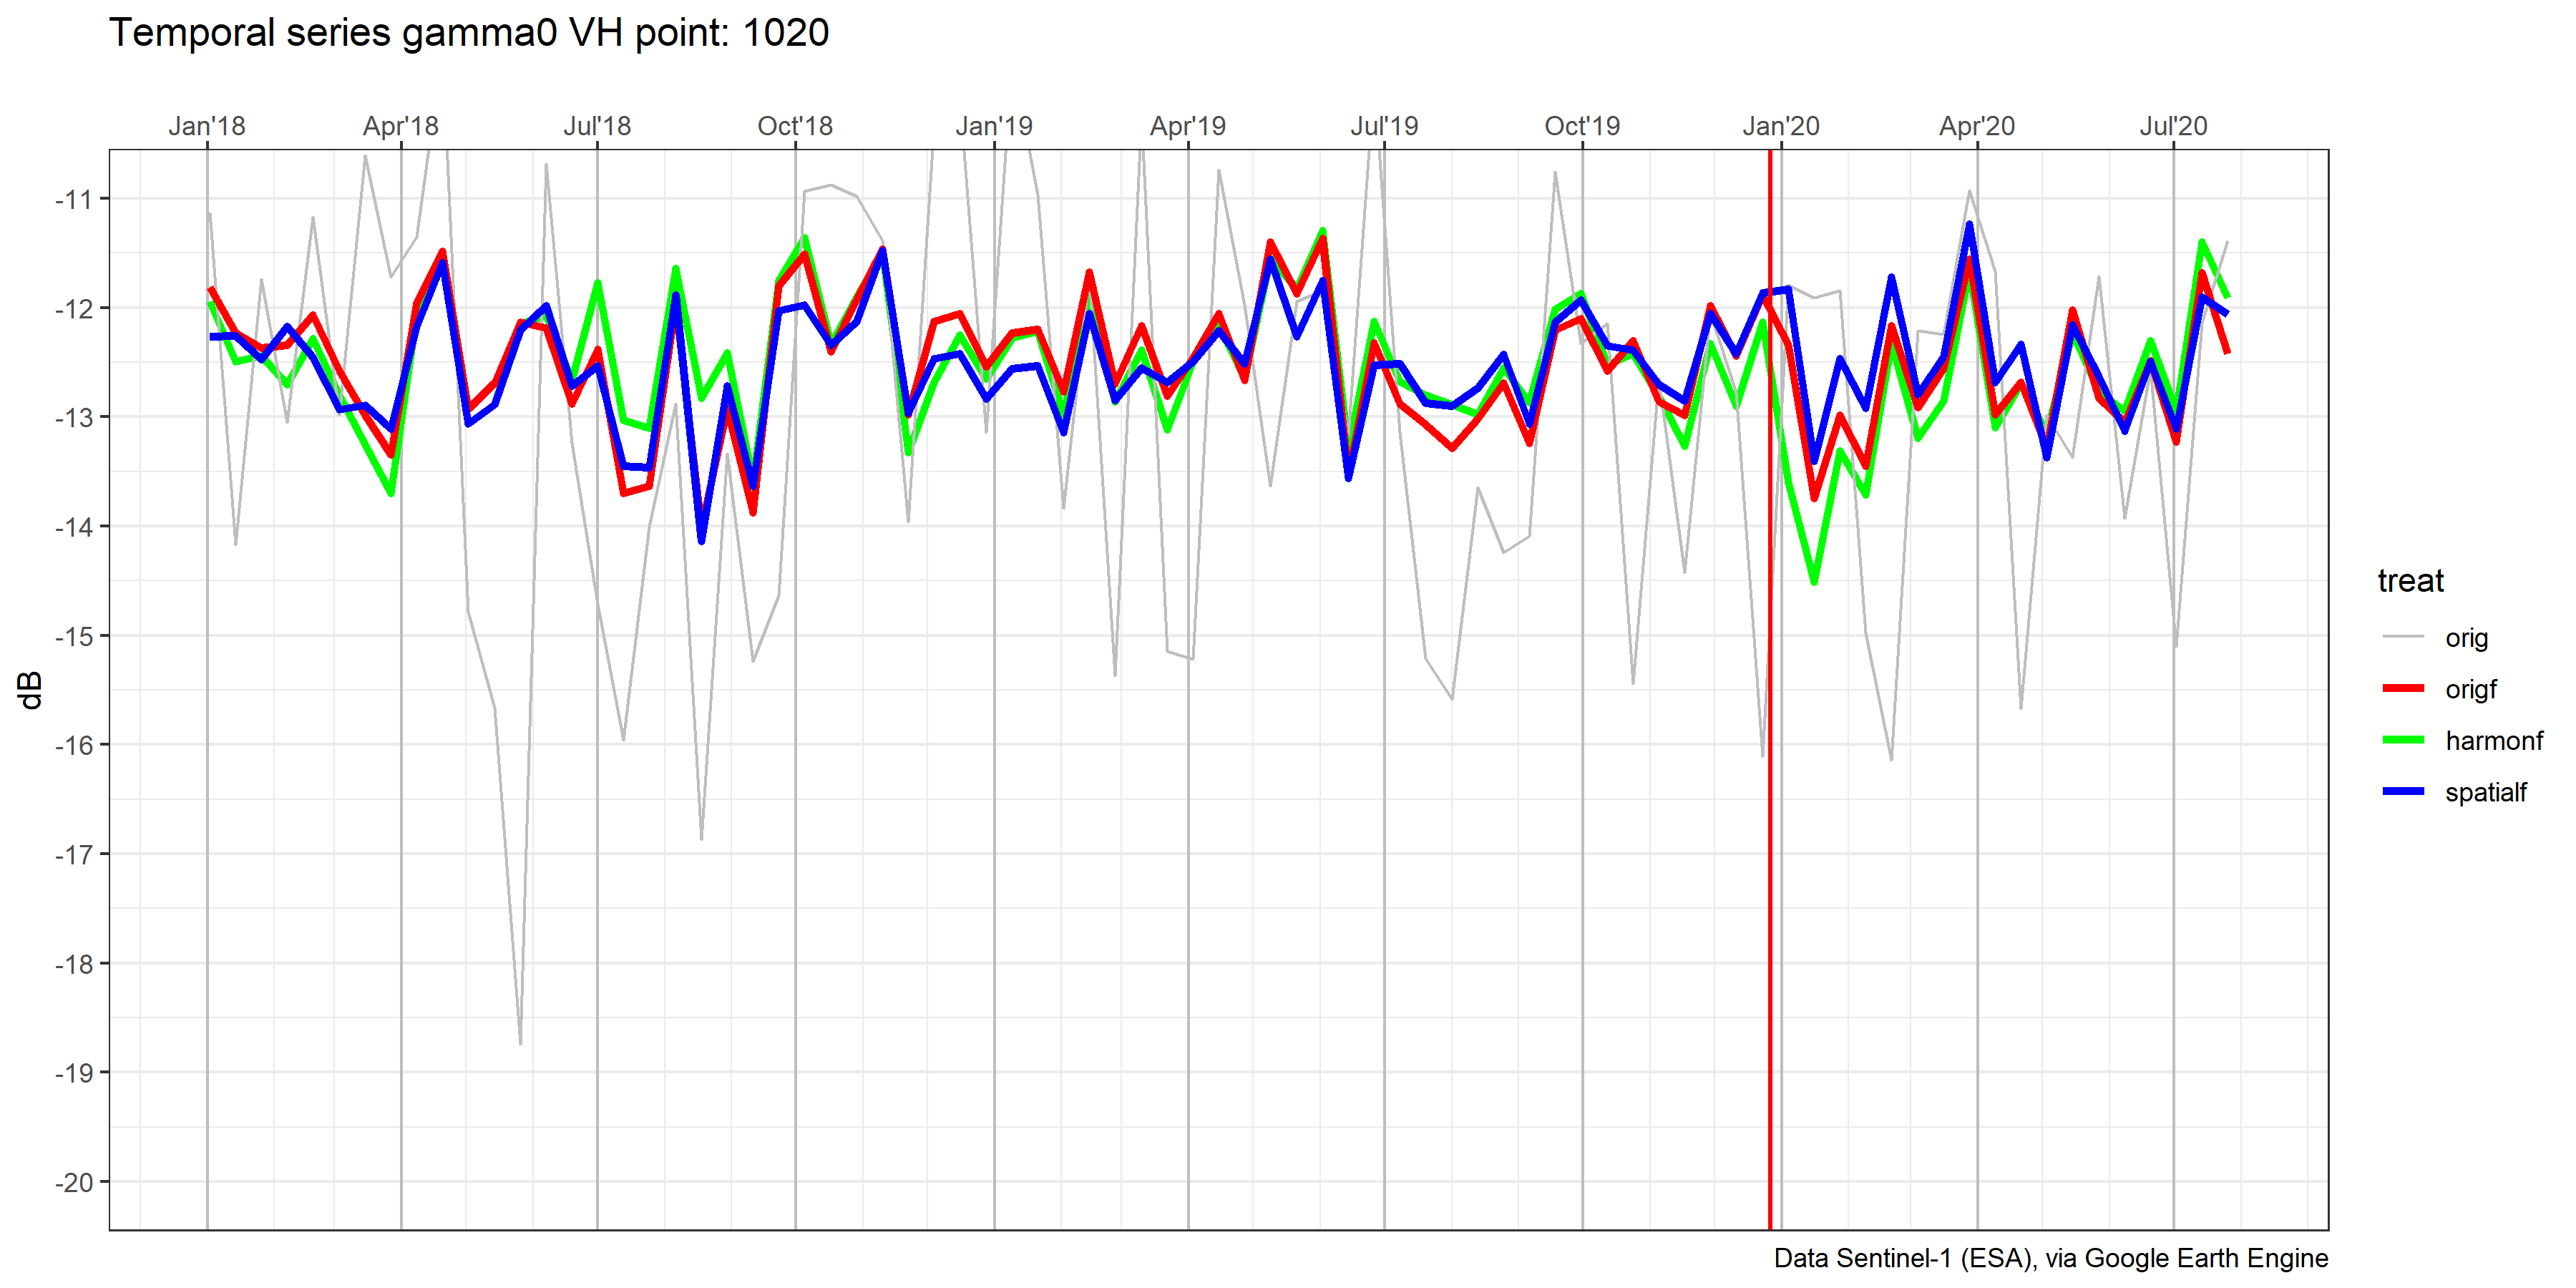 Temporal series gamma0 VH point: 1020
Jan'18 Apr'18 Jul'18 Oct'18 Jan'19 Apr'19 Jul'19 Oct'19 Jan'20 Apr'20 Jul'20
-11
-12
-13
-14
-15
-16
-17
-18
-19
-20
dB
treat
orig
origf
harmonf
spatialf
Data Sentinel-1 (ESA), via Google Earth Engine